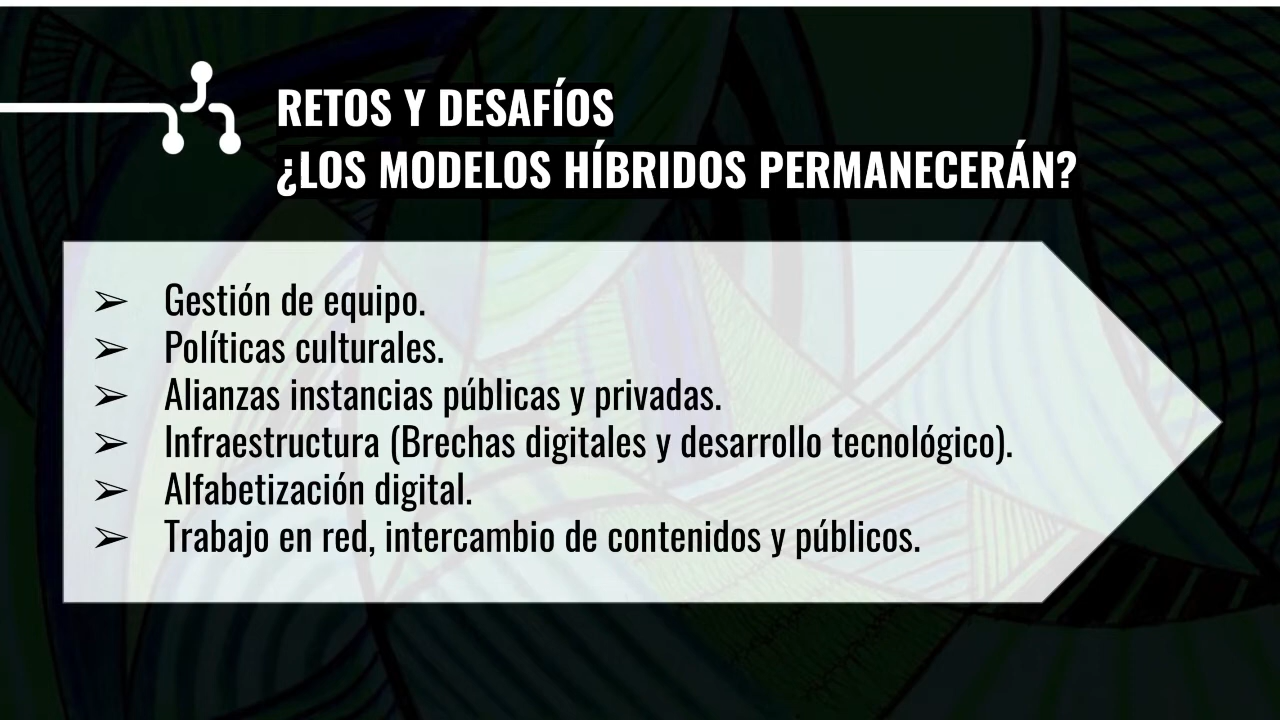 RETOS Y DESAFÍOS
¿LOS MODELOS HÍBRIDOS PERMANECERÁN?
➢ Gestión de equipo.
➢ Políticas culturales.
➢ Alianzas instancias públicas y privadas.
➢ Infraestructura (Brechas digitales y desarrollo tecnológico).
➢ Alfabetización digital.
➢ Trabajo en red, intercambio de contenidos y públicos.